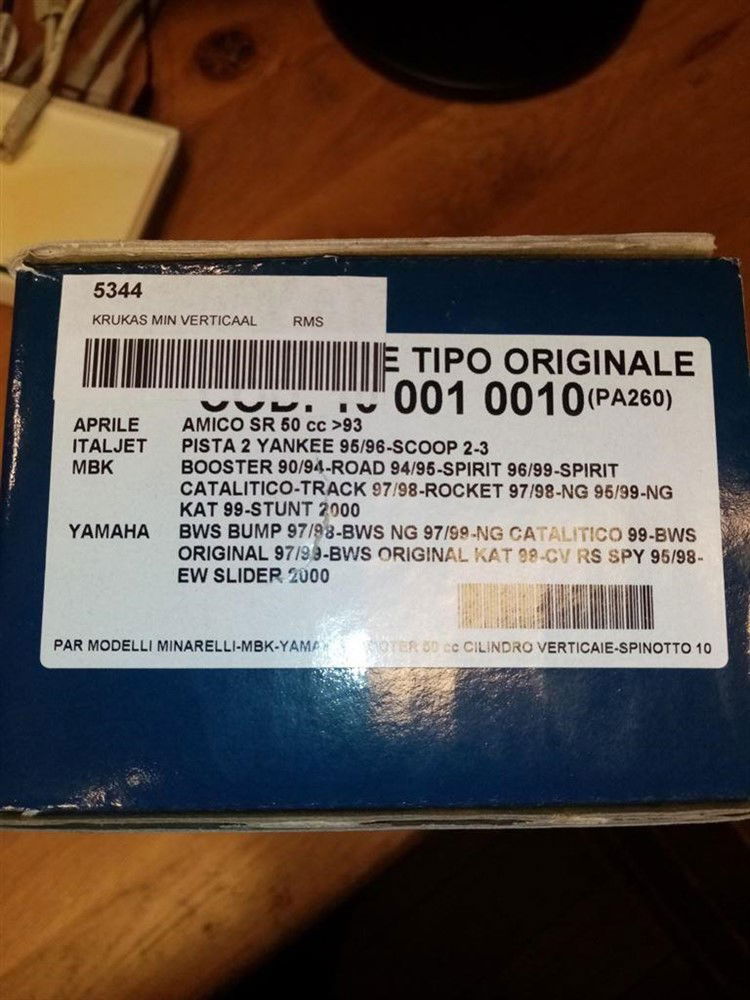 5344
KRUKAS MIN VERTICAAL RMS
E TIPO ORIGINALE
001 0010 (PA260)
APRILE AMICO SR 50 cc >93
ITALJET PISTA 2 YANKEE 95/96-SCOOP 2-3
MBK BOOSTER 90/94-ROAD 94/95-SPIRIT 96/99-SPIRIT
CATALITICO-TRACK 97/98-ROCKET 97/98-NG 95/99-NG
KAT 99-STUNT 2000
YAMAHA BWS BUMP 97/98-BWS NG 97/99-NG CATALITICO 99-BWS
ORIGINAL 97/99-BWS ORIGINAL KAT 99-CV RS SPY 95/98-
EW SLIDER 2000
PAR MODELLI MINARELLI-MBK-YAMA OTER 50 cc CILINDRO VERTICAIE-SPINOTTO 10